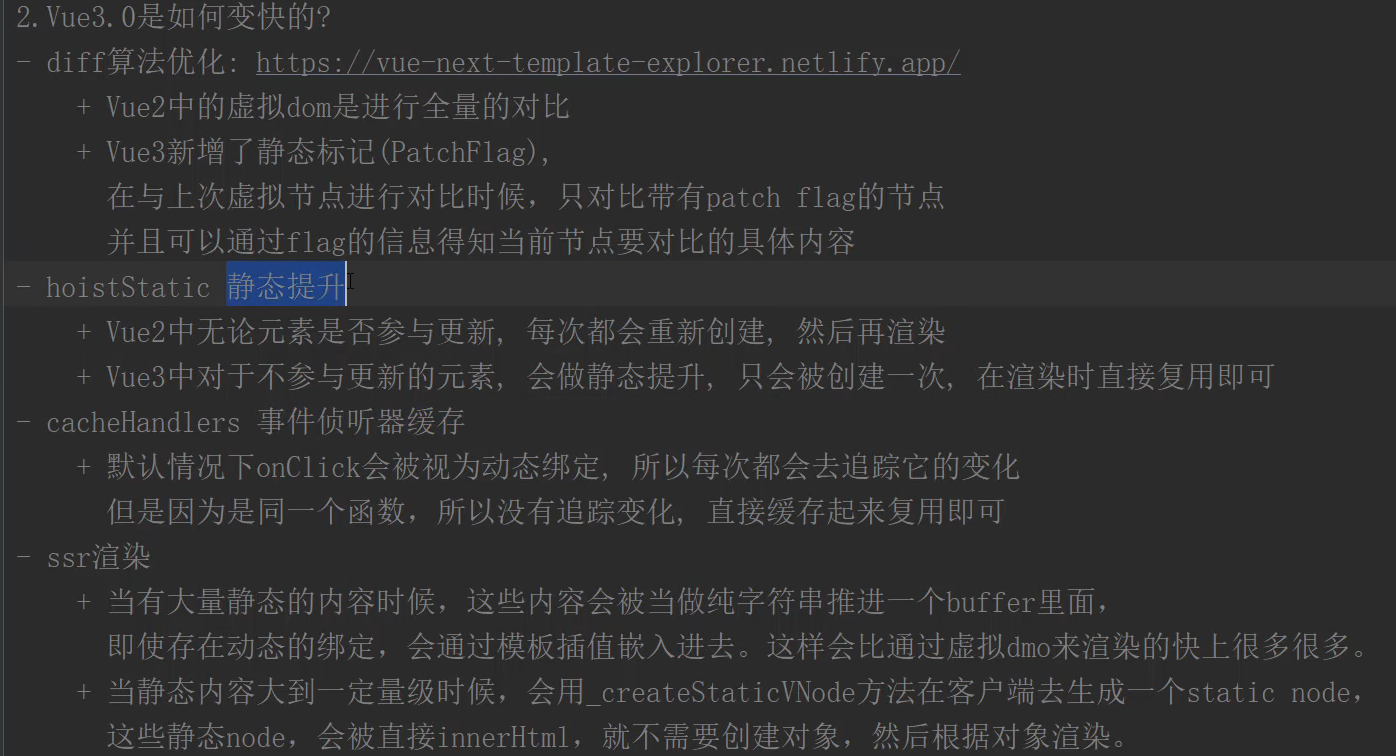 2.Vue3.0是如何变快的?
- diff算法优化: https://vue-next-template-explorer.netlify.app/
+ Vue2中的虚拟dom是进行全量的对比
+ Vue3新增了静态标记(PatchFlag),
在与上次虚拟节点进行对比时候，只对比带有patch flag的节点
并且可以通过flag的信息得知当前节点要对比的具体内容
- hoistStatic 静态提升
+ Vue2中无论元素是否参与更新, 每次都会重新创建, 然后再渲染
+ Vue3中对于不参与更新的元素, 会做静态提升, 只会被创建一次, 在渲染时直接复用即可
- cacheHandlers 事件侦听器缓存
+ 默认情况下onClick会被视为动态绑定, 所以每次都会去追踪它的变化
但是因为是同一个函数，所以没有追踪变化, 直接缓存起来复用即可
- ssr渲染
+ 当有大量静态的内容时候，这些内容会被当做纯字符串推进一个buffer里面，
即使存在动态的绑定，会通过模板插值嵌入进去。这样会比通过虚拟dmo来渲染的快上很多很多。
+ 当静态内容大到一定量级时候，会用_createStaticVNode方法在客户端去生成一个static node，
这些静态node，会被直接innerHtml，就不需要创建对象，然后根据对象渲染。